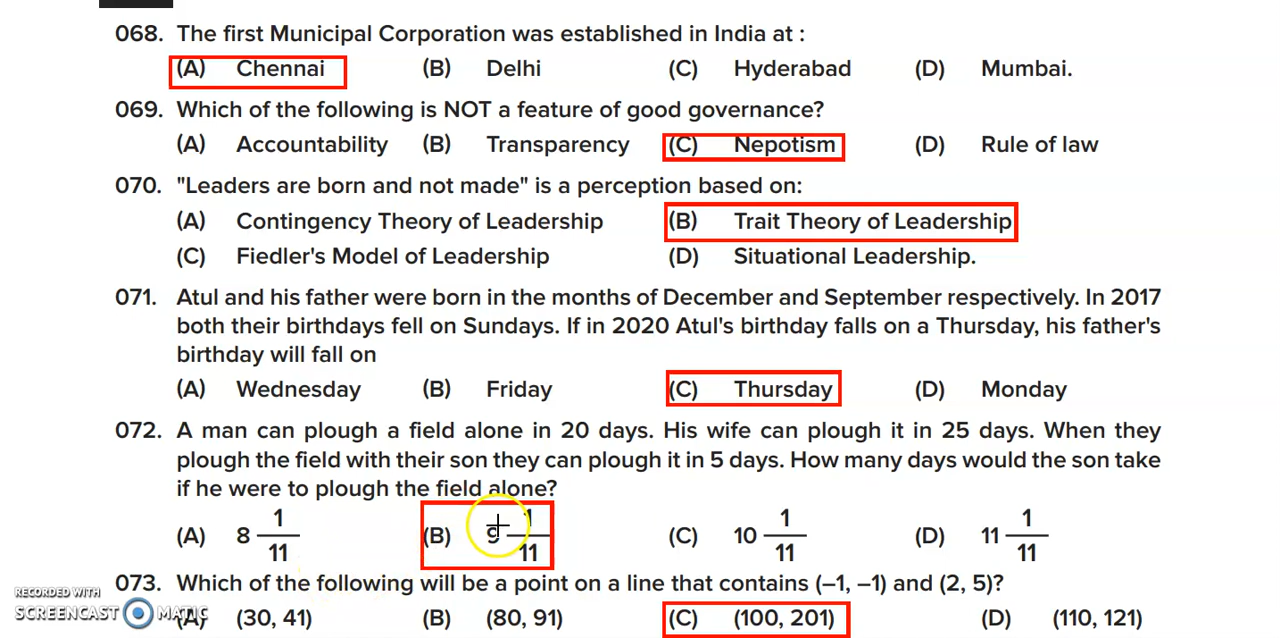 068. The first Municipal Corporation was established in India at :
(A) Chennai (B) Delhi (C) Hyderabad (D) Mumbai.
069. Which of the following is NOT a feature of good governance?
(A) Accountability (B) Transparency (C) Nepotism (D) Rule of law
070. "Leaders are born and not made" is a perception based on:
(A) Contingency Theory of Leadership (B) Trait Theory of Leadership
(C) Fiedler's Model of Leadership (D) Situational Leadership.
071. Atul and his father were born in the months of December and September respectively. In 2017
both their birthdays fell on Sundays. If in 2020 Atul's birthday falls on a Thursday, his father's
birthday will fall on
(A) Wednesday (B) Friday (C) Thursday (D) Monday
072. A man can plough a field alone in 20 days. His wife can plough it in 25 days. When they
plough the field with their son they can plough it in 5 days. How many days would the son take
if he were to plough the field alone?
(A) 8 1/11 (B) 9 1/11 (C) 10 1/11 (D) 11 1/11
073. Which of the following will be a point on a line that contains (–1, –1) and (2, 5)?
(A) (30, 41) (B) (80, 91) (C) (100, 201) (D) (110, 121)
RECORDED WITH
SCREENCAST MATIC